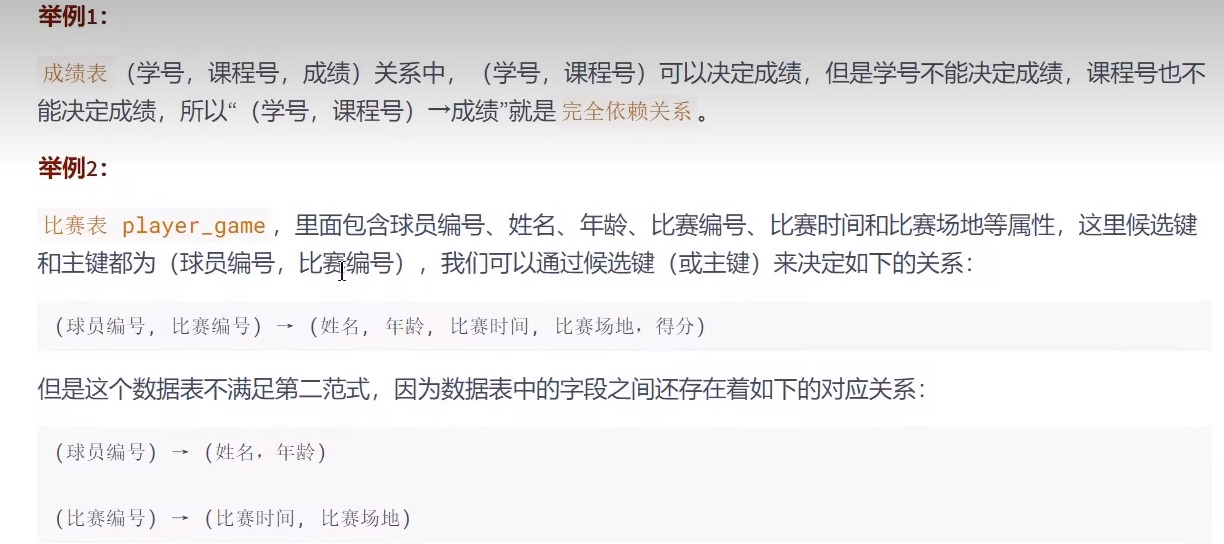 举例1：
成绩表 （学号，课程号，成绩）关系中，（学号，课程号）可以决定成绩，但是学号不能决定成绩，课程号也不
能决定成绩，所以“（学号，课程号）→成绩”就是 完全依赖关系 。
举例2：
比赛表 player_game ，里面包含球员编号、姓名、年龄、比赛编号、比赛时间和比赛场地等属性，这里候选键
和主键都为（球员编号，比赛编号），我们可以通过候选键（或主键）来决定如下的关系：
(球员编号, 比赛编号) → (姓名, 年龄, 比赛时间, 比赛场地，得分)
但是这个数据表不满足第二范式，因为数据表中的字段之间还存在着如下的对应关系：
(球员编号) → (姓名，年龄)
(比赛编号) → (比赛时间, 比赛场地)